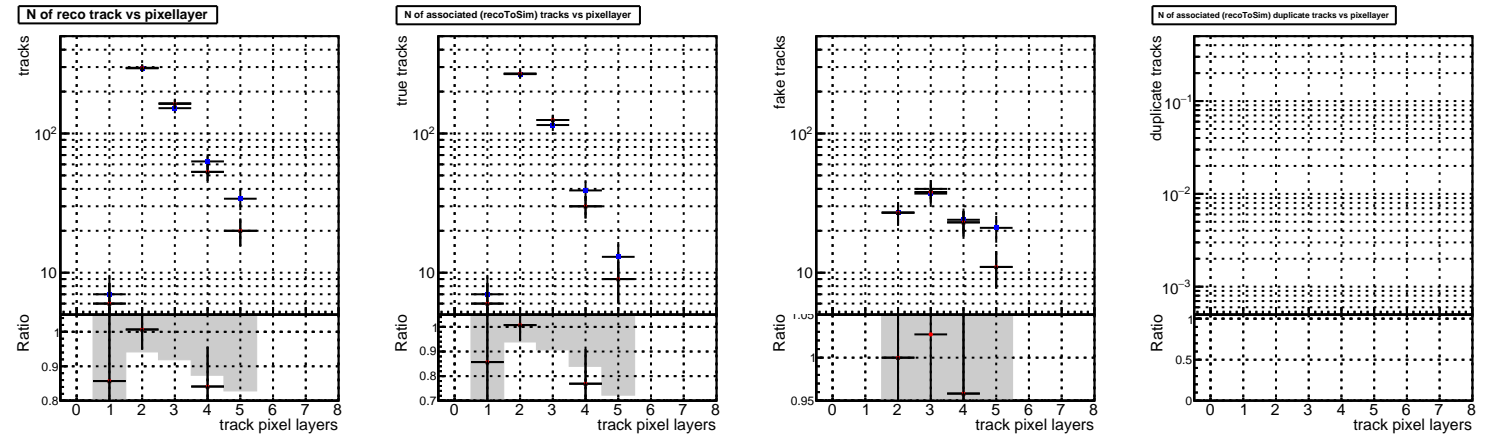 N of reco track vs pixellayer
tracks
10²
10
Ratio
1
0.9
0.8
0 1 2 3 4 5 6 7 8
track pixel layers
N of associated (recoToSim) tracks vs pixellayer
true tracks
10²
10
Ratio
1
0.9
0.8
0.7
0 1 2 3 4 5 6 7 8
track pixel layers
fake tracks
10²
10
Ratio
1.05
1
0.95
0 1 2 3 4 5 6 7 8
track pixel layers
N of associated (recoToSim) duplicate tracks vs pixellayer
duplicate tracks
10⁻¹
10⁻²
10⁻³
Ratio
1
0.5
0
0 1 2 3 4 5 6 7 8
track pixel layers